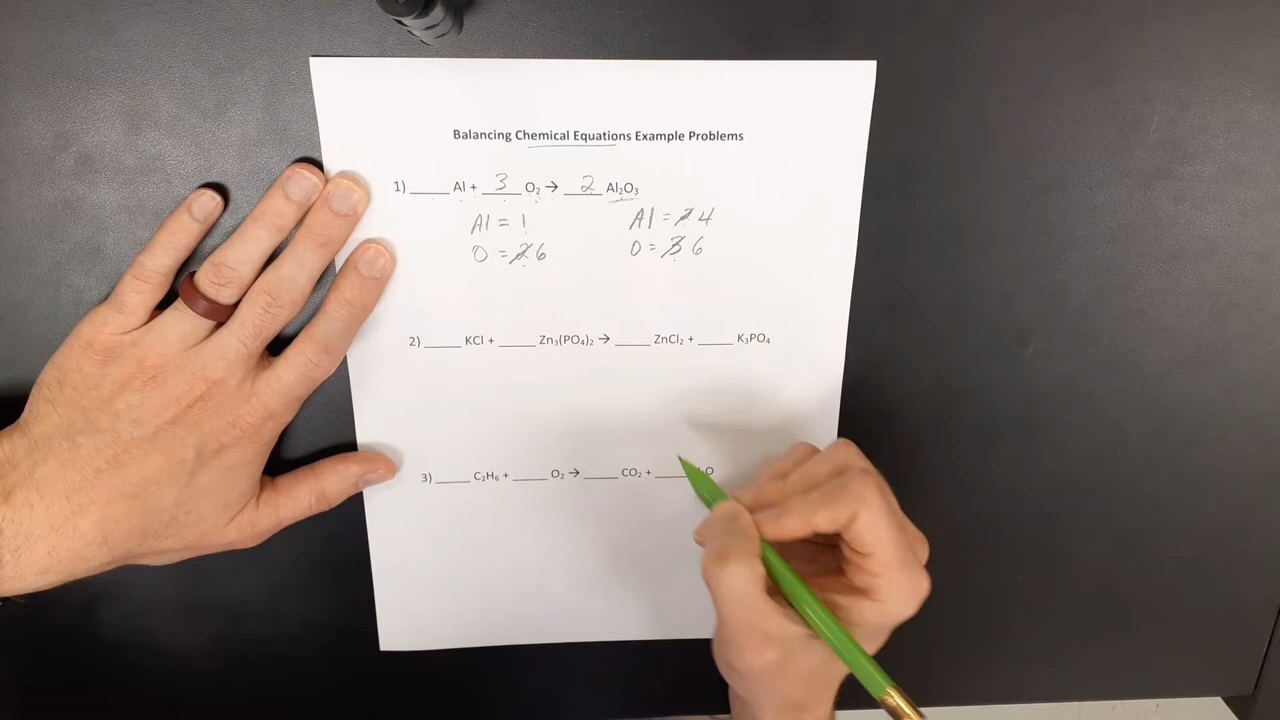 Balancing Chemical Equations Example Problems
1) _____ Al + __3__ O₂ → __2__ Al₂O₃
Al = 1 Al = ~~2~~ 4
O = ~~2~~ 6 O = ~~3~~ 6
2) _____ KCl + _____ Zn₃(PO₄)₂ → _____ ZnCl₂ + _____ K₃PO₄
3) _____ C₂H₆ + _____ O₂ → _____ CO₂ + _____ O